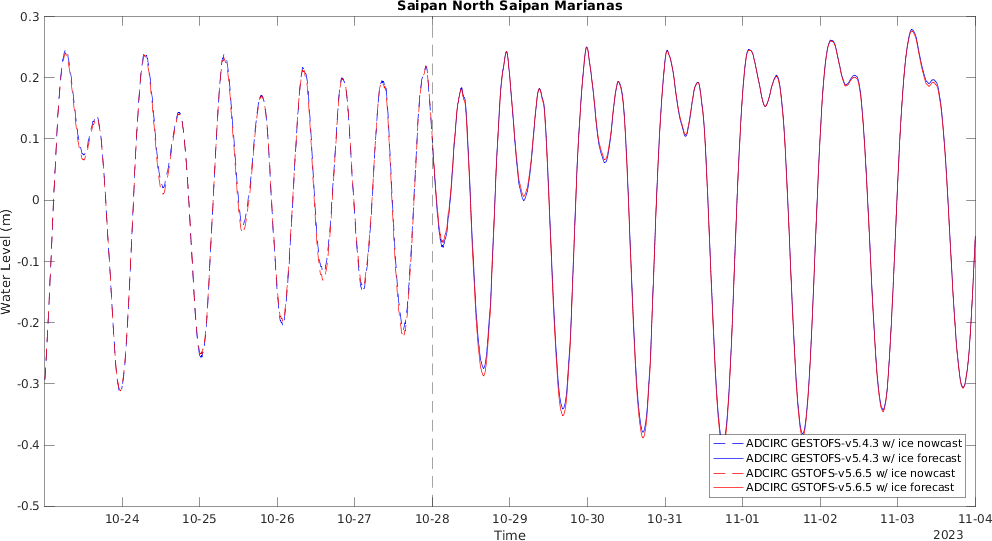 Saipan North Saipan Marianas
0.3
0.2
0.1
0
-0.1
-0.2
-0.3
-0.4
-0.5
Water Level (m)
ADCIRC GESTOFS-v5.4.3 w/ ice nowcast
ADCIRC GESTOFS-v5.4.3 w/ ice forecast
ADCIRC GSTOFS-v5.6.5 w/ ice nowcast
ADCIRC GSTOFS-v5.6.5 w/ ice forecast
10-24 10-25 10-26 10-27 10-28 10-29 10-30 10-31 11-01 11-02 11-03 11-04
Time
2023